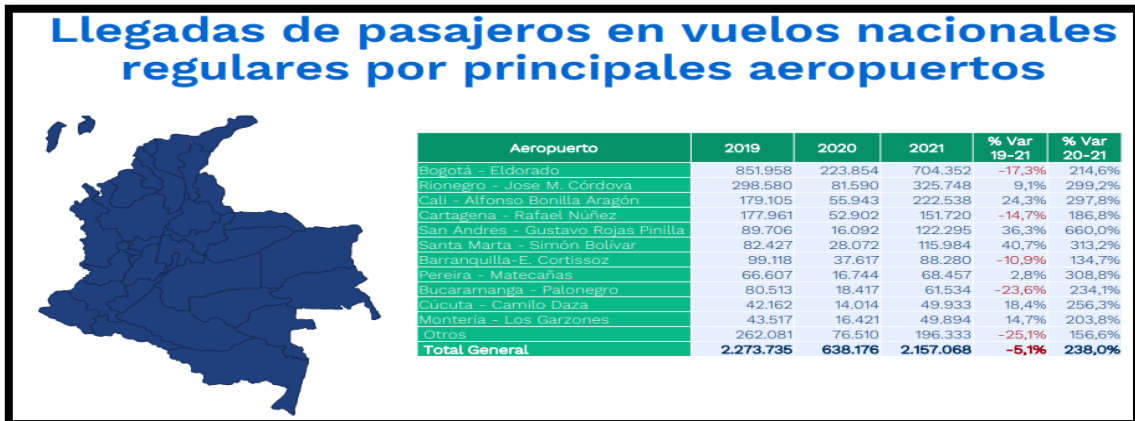 Llegadas de pasajeros en vuelos nacionales
regulares por principales aeropuertos
Aeropuerto 2019 2020 2021 % Var 19-21 % Var 20-21
Bogotá - Eldorado 851.958 223.854 704.352 -17,3% 214,6%
Rionegro - Jose M. Córdova 298.580 81.590 325.748 9,1% 299,2%
Cali - Alfonso Bonilla Aragón 179.105 55.943 222.538 24,3% 297,8%
Cartagena - Rafael Núñez 177.961 52.902 151.720 -14,7% 186,8%
San Andres - Gustavo Rojas Pinilla 89.706 16.092 122.295 36,3% 660,0%
Santa Marta - Simón Bolívar 82.427 28.072 115.984 40,7% 313,2%
Barranquilla-E. Cortissoz 99.118 37.617 88.280 -10,9% 134,7%
Pereira - Matecañas 66.607 16.744 68.457 2,8% 308,8%
Bucaramanga - Palonegro 80.513 18.417 61.534 -23,6% 234,1%
Cúcuta - Camilo Daza 42.162 14.014 49.933 18,4% 256,3%
Montería - Los Garzones 43.517 16.421 49.894 14,7% 203,8%
Otros 262.081 76.510 196.333 -25,1% 156,6%
Total General 2.273.735 638.176 2.157.068 -5,1% 238,0%